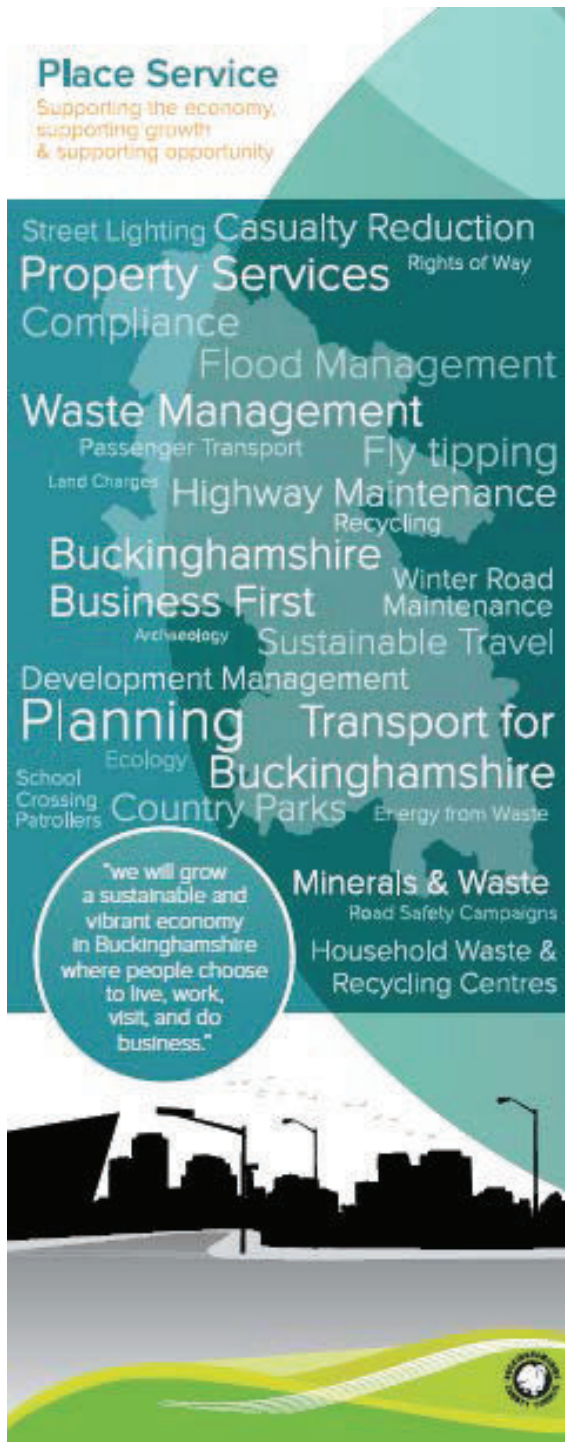 Place Service
Supporting the economy,
supporting growth
& supporting opportunity
Street Lighting Casualty Reduction
Property Services Rights of Way
Compliance
Flood Management
Waste Management
Passenger Transport Fly tipping
Land Charges Highway Maintenance
Recycling
Buckinghamshire
Business First
Winter Road
Maintenance
Archaeology Sustainable Travel
Development Management
Planning
Transport for
Buckinghamshire
Ecology
School
Crossing
Patrollers
Country Parks Energy from Waste
"we will grow
a sustainable and
vibrant economy
in Buckinghamshire
where people choose
to live, work,
visit, and do
business."
Minerals & Waste
Road Safety Campaigns
Household Waste &
Recycling Centres
BUCKINGHAMSHIRE
COUNTY COUNCIL